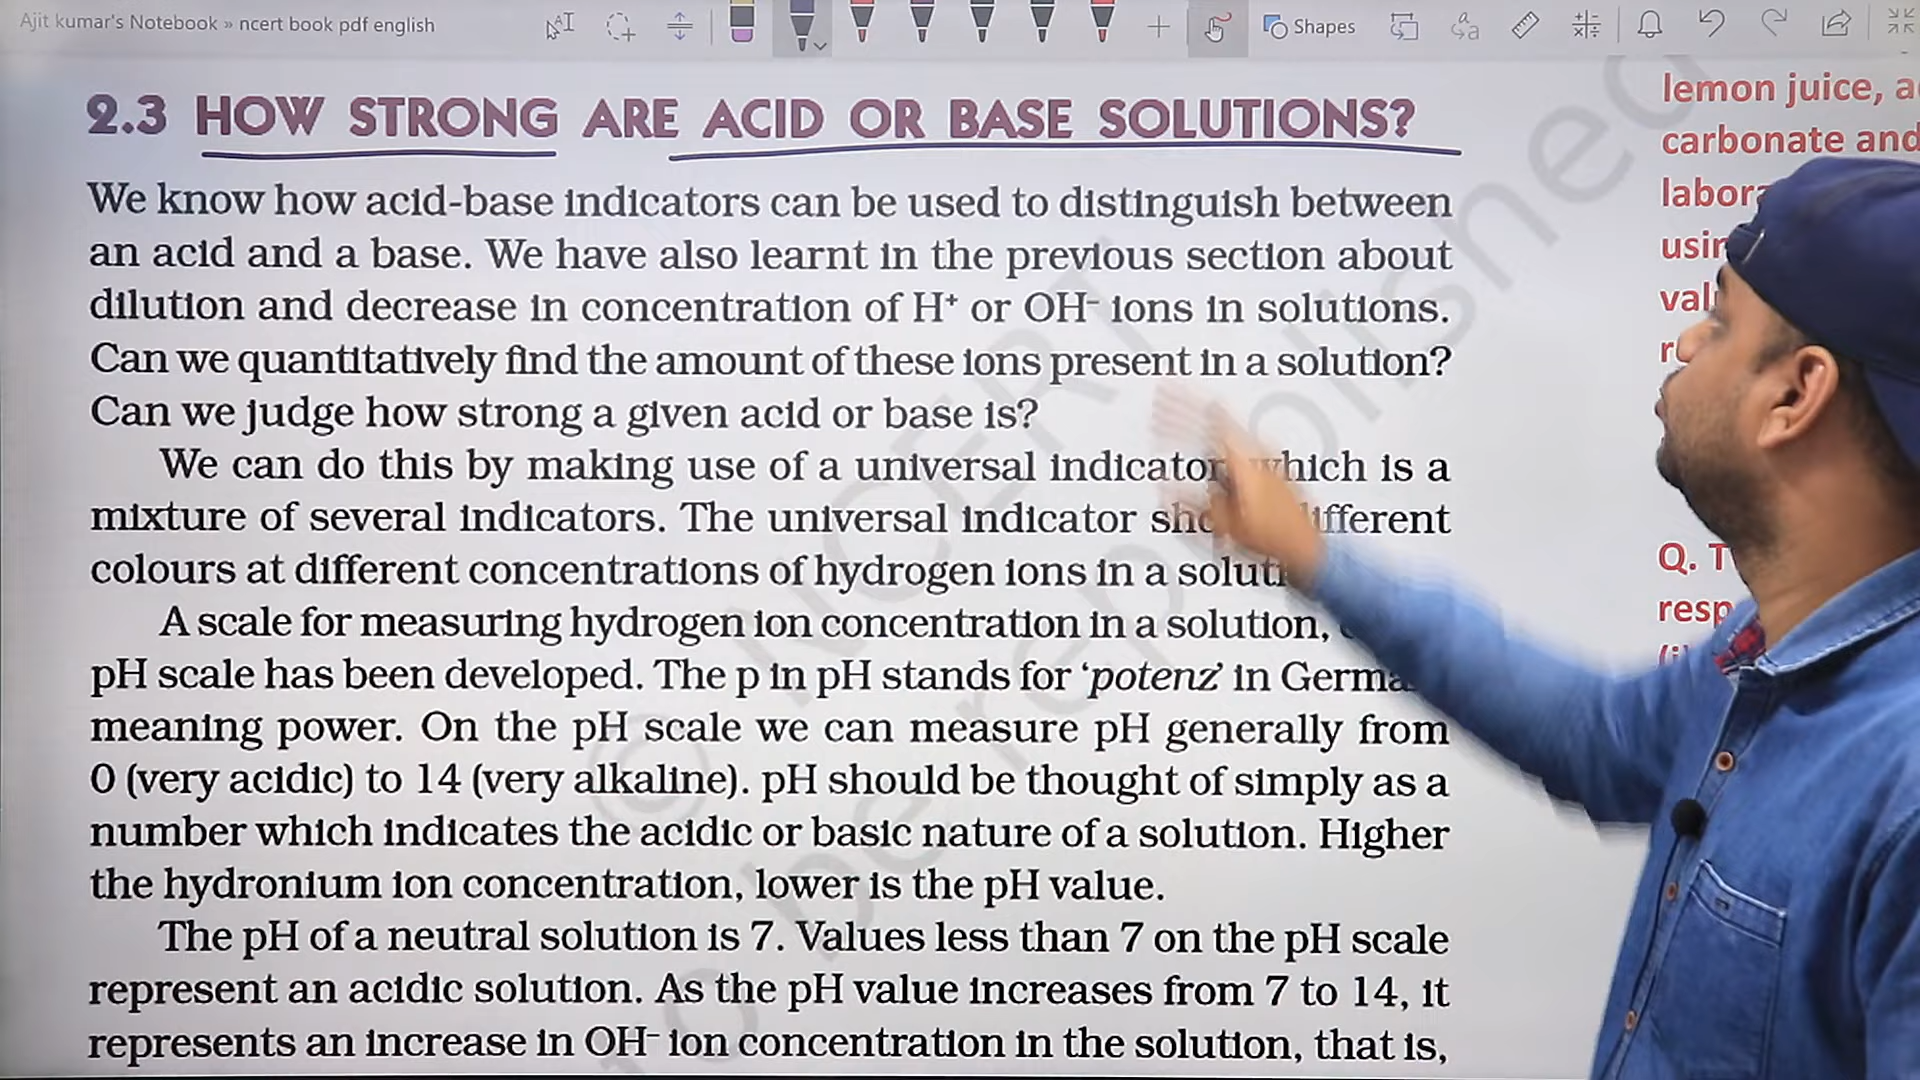 Ajit kumar's Notebook » ncert book pdf english
Shapes
2.3 HOW STRONG ARE ACID OR BASE SOLUTIONS?
We know how acid-base indicators can be used to distinguish between
an acid and a base. We have also learnt in the previous section about
dilution and decrease in concentration of H⁺ or OH⁻ ions in solutions.
Can we quantitatively find the amount of these ions present in a solution?
Can we judge how strong a given acid or base is?
We can do this by making use of a universal indicator which is a
mixture of several indicators. The universal indicator different
colours at different concentrations of hydrogen ions in a
A scale for measuring hydrogen ion concentration in a solution,
pH scale has been developed. The p in pH stands for ‘potenz’ in
meaning power. On the pH scale we can measure pH generally from
0 (very acidic) to 14 (very alkaline). pH should be thought of simply as a
number which indicates the acidic or basic nature of a solution. Higher
the hydronium ion concentration, lower is the pH value.
The pH of a neutral solution is 7. Values less than 7 on the pH scale
represent an acidic solution. As the pH value increases from 7 to 14, it
represents an increase in OH⁻ ion concentration in the solution, that is,
lemon juice,
carbonate and
Q.
© NCERT
be republished